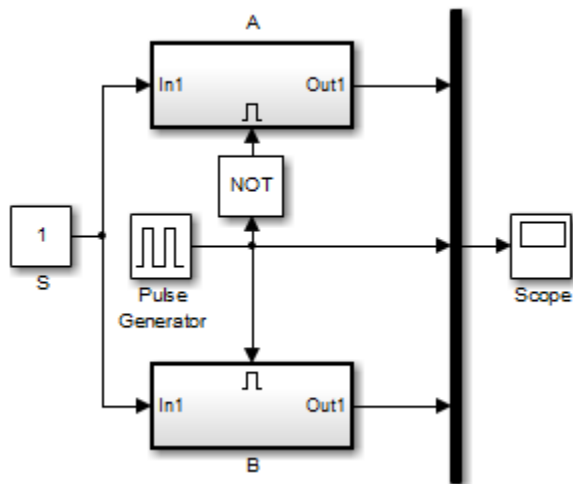 A
In1
Out1
NOT
1
S
Pulse
Generator
Scope
In1
Out1
B